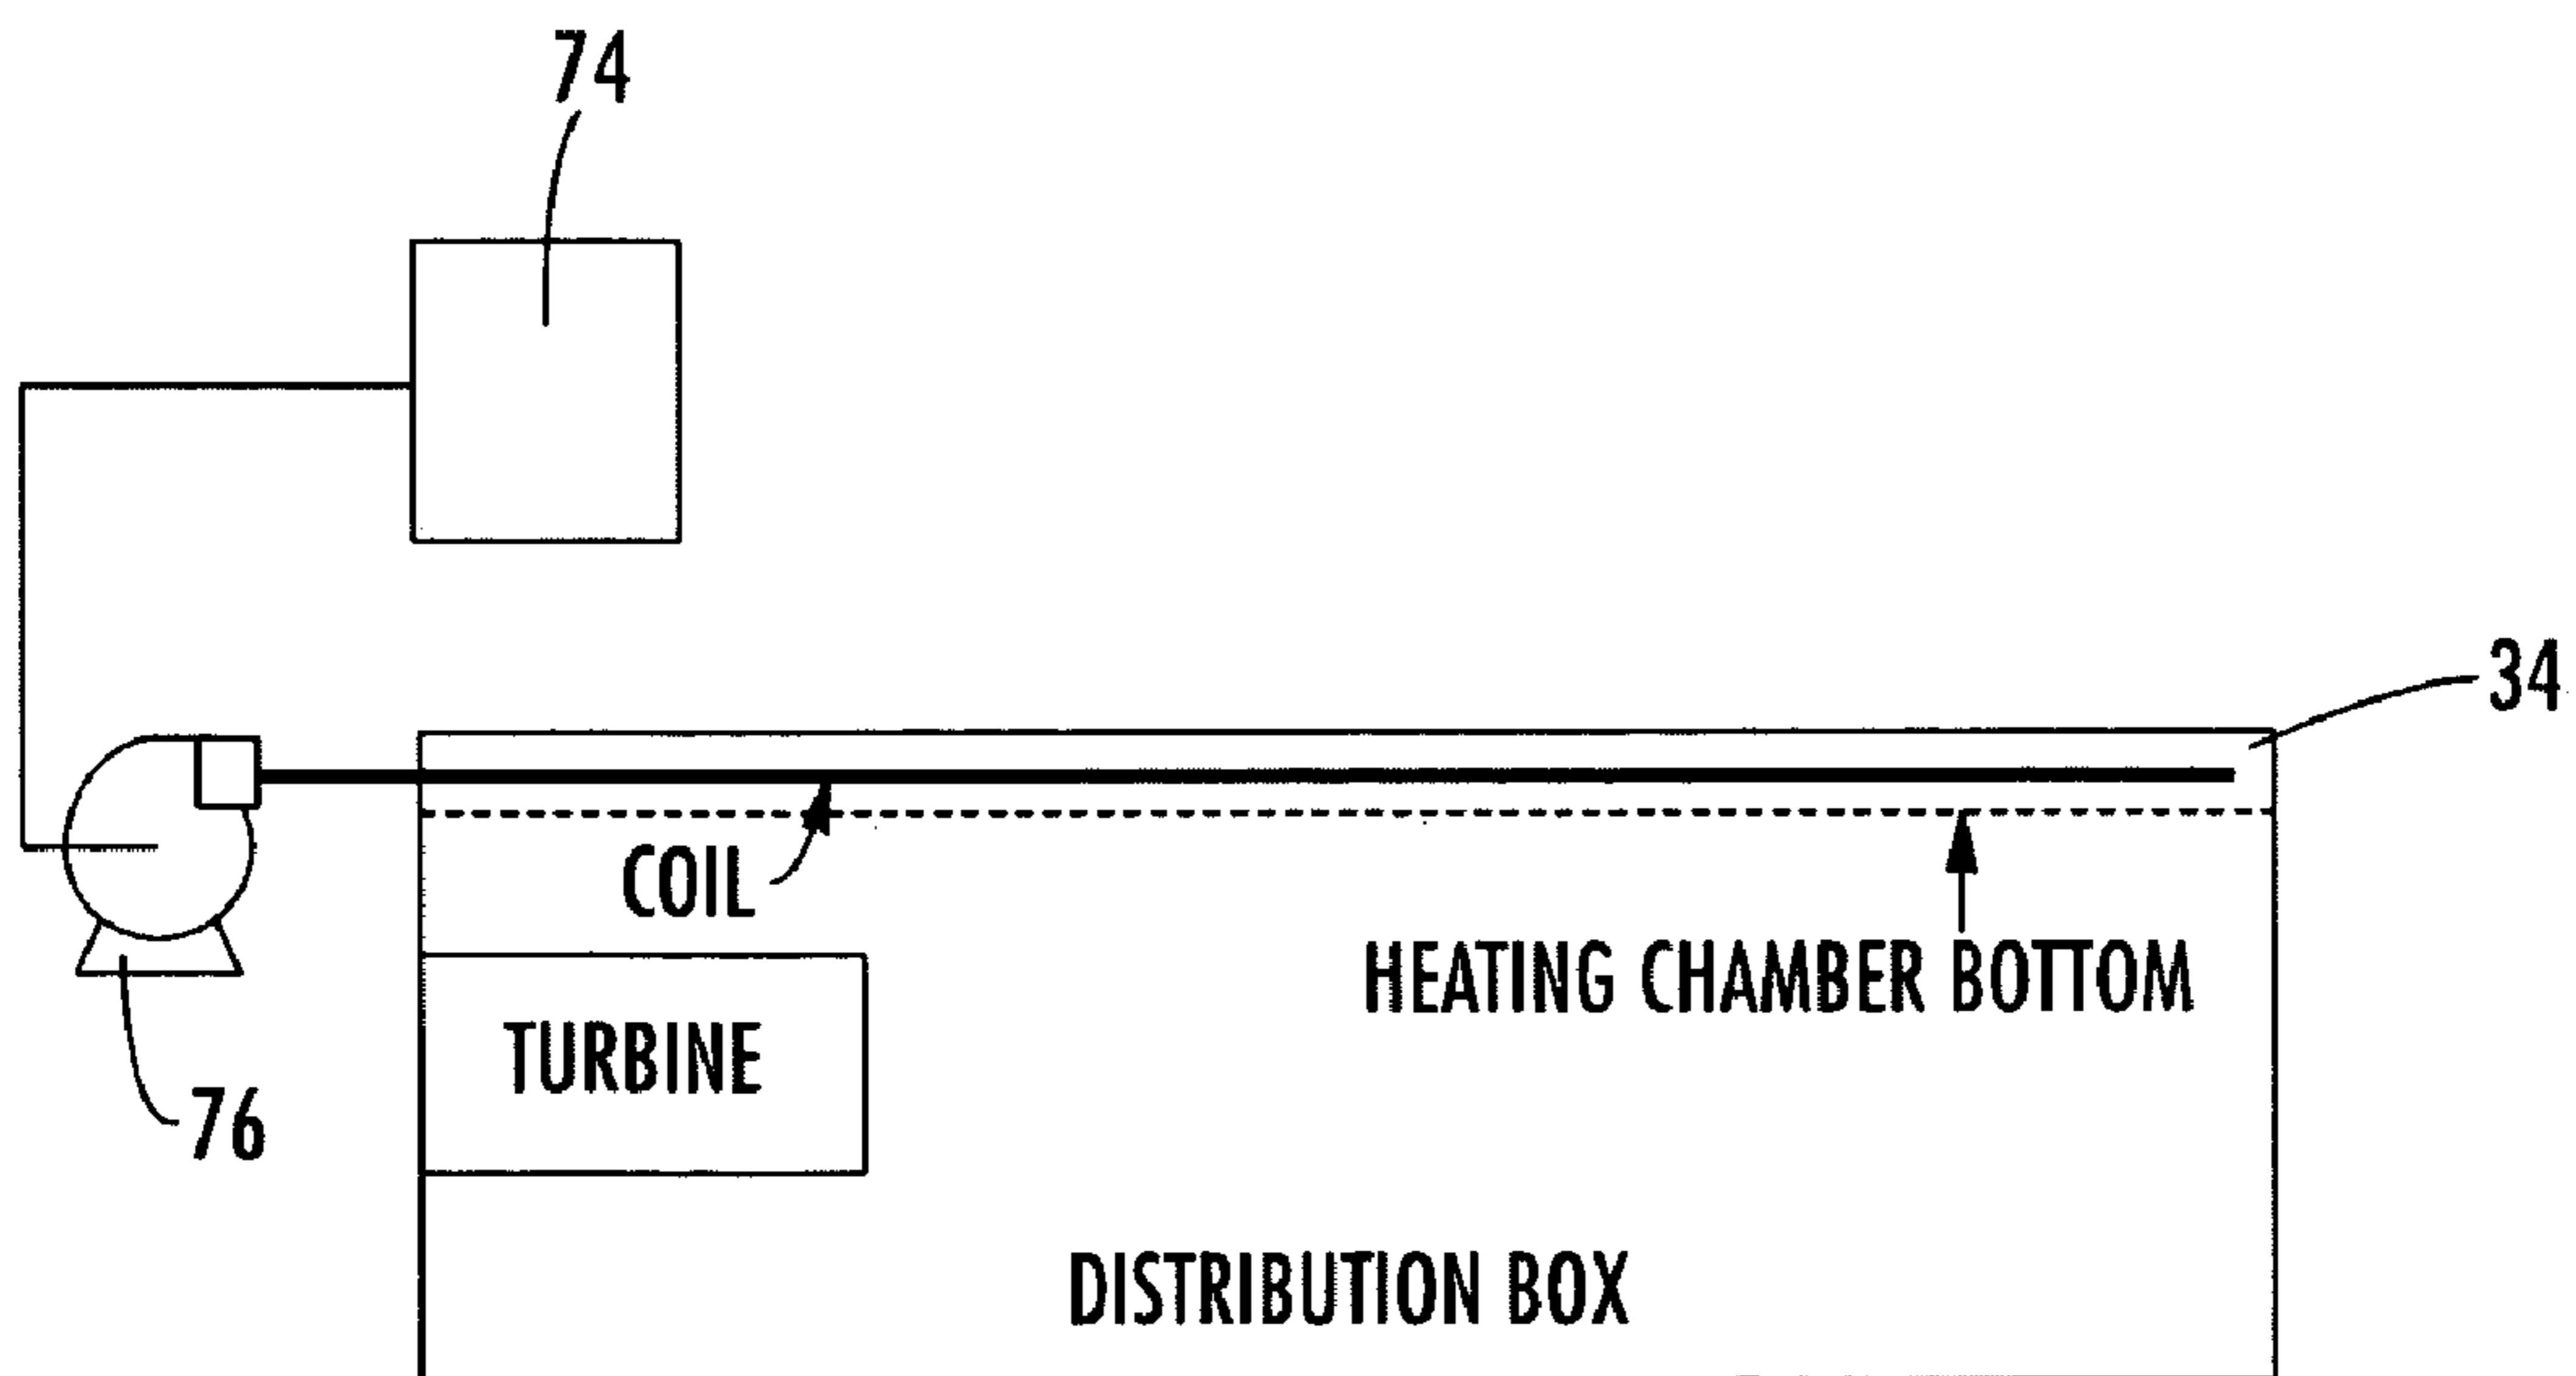 74
34
COIL
HEATING CHAMBER BOTTOM
TURBINE
76
DISTRIBUTION BOX